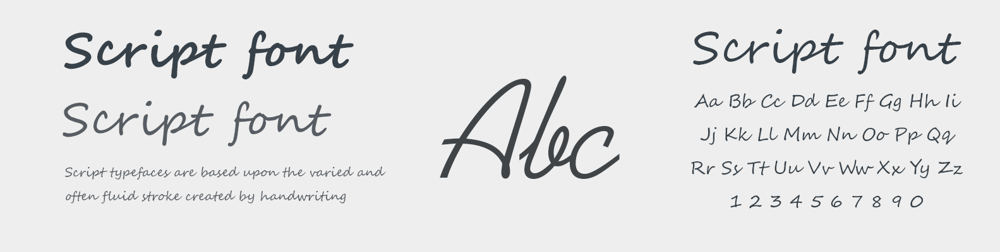 Script font
Script font
Script typefaces are based upon the varied and
often fluid stroke created by handwriting
Abc
Script font
Aa Bb Cc Dd Ee Ff Gg Hh Ii
Jj Kk Ll Mm Nn Oo Pp Qq
Rr Ss Tt Uu Vv Ww Xx Yy Zz
1 2 3 4 5 6 7 8 9 0